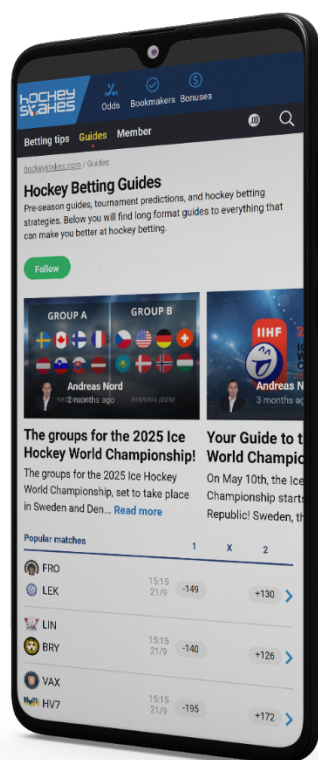 HOCKEY
STAKES
Odds Bookmakers Bonuses
Betting tips Guides Member
hockeystakes.com / Guides
Hockey Betting Guides
Pre-season guides, tournament predictions, and hockey betting
strategies. Below you will find long format guides to everything that
can make you better at hockey betting.
Follow
GROUP A GROUP B
IIHF
Andreas Nord
2 months ago
HERNING (DEN)
Andreas N
3 months ag
The groups for the 2025 Ice
Hockey World Championship!
Your Guide to t
World Champic
The groups for the 2025 Ice Hockey
World Championship, set to take place
in Sweden and Den... Read more
On May 10th, the Ice
Championship starts
Republic! Sweden, th
Popular matches 1 X 2
FRO
LEK
15:15
21/9
-149 +130
LIN
BRY
15:15
21/9
-140 +126
VAX
HV7
15:15
21/9
-195 +172